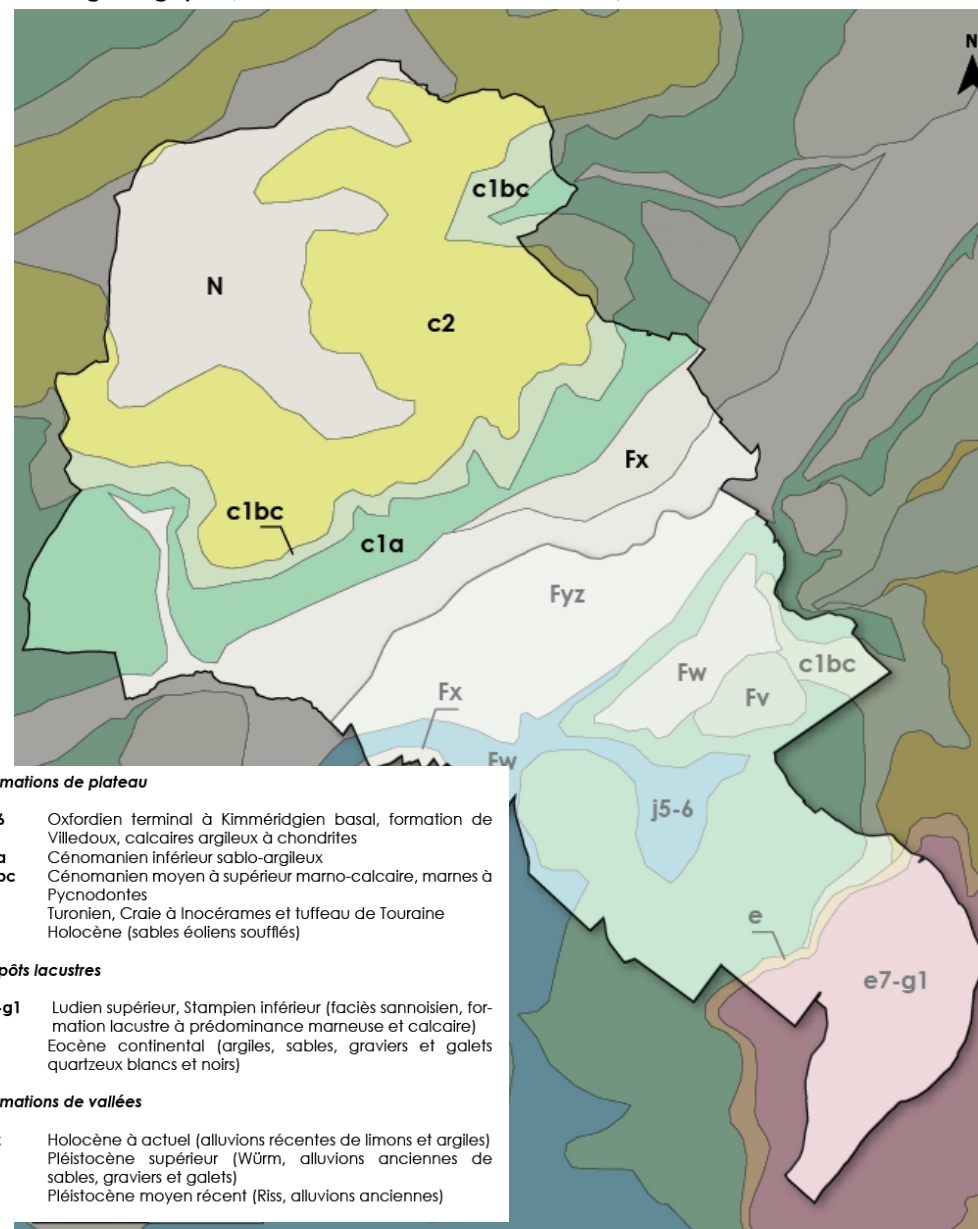 N
c1bc
N
c2
Fx
c1bc
c1a
Fyz
c1bc
Fw
Fv
Fx
Fw
j5-6
e
e7-g1
mations de plateau
6 Oxfordien terminal à Kimméridgien basal, formation de
Villedoux, calcaires argileux à chondrites
a Cénomanien inférieur sablo-argileux
bc Cénomanien moyen à supérieur marno-calcaire, marnes à
Pycnodontes
Turonien, Craie à Inocérames et tuffeau de Touraine
Holocène (sables éoliens soufflés)
pôts lacustres
-g1 Ludien supérieur, Stampien inférieur (faciès sannoisien, for-
mation lacustre à prédominance marneuse et calcaire)
Eocène continental (argiles, sables, graviers et galets
quartzeux blancs et noirs)
mations de vallées
Holocène à actuel (alluvions récentes de limons et argiles)
Pléistocène supérieur (Würm, alluvions anciennes de
sables, graviers et galets)
Pléistocène moyen récent (Riss, alluvions anciennes)